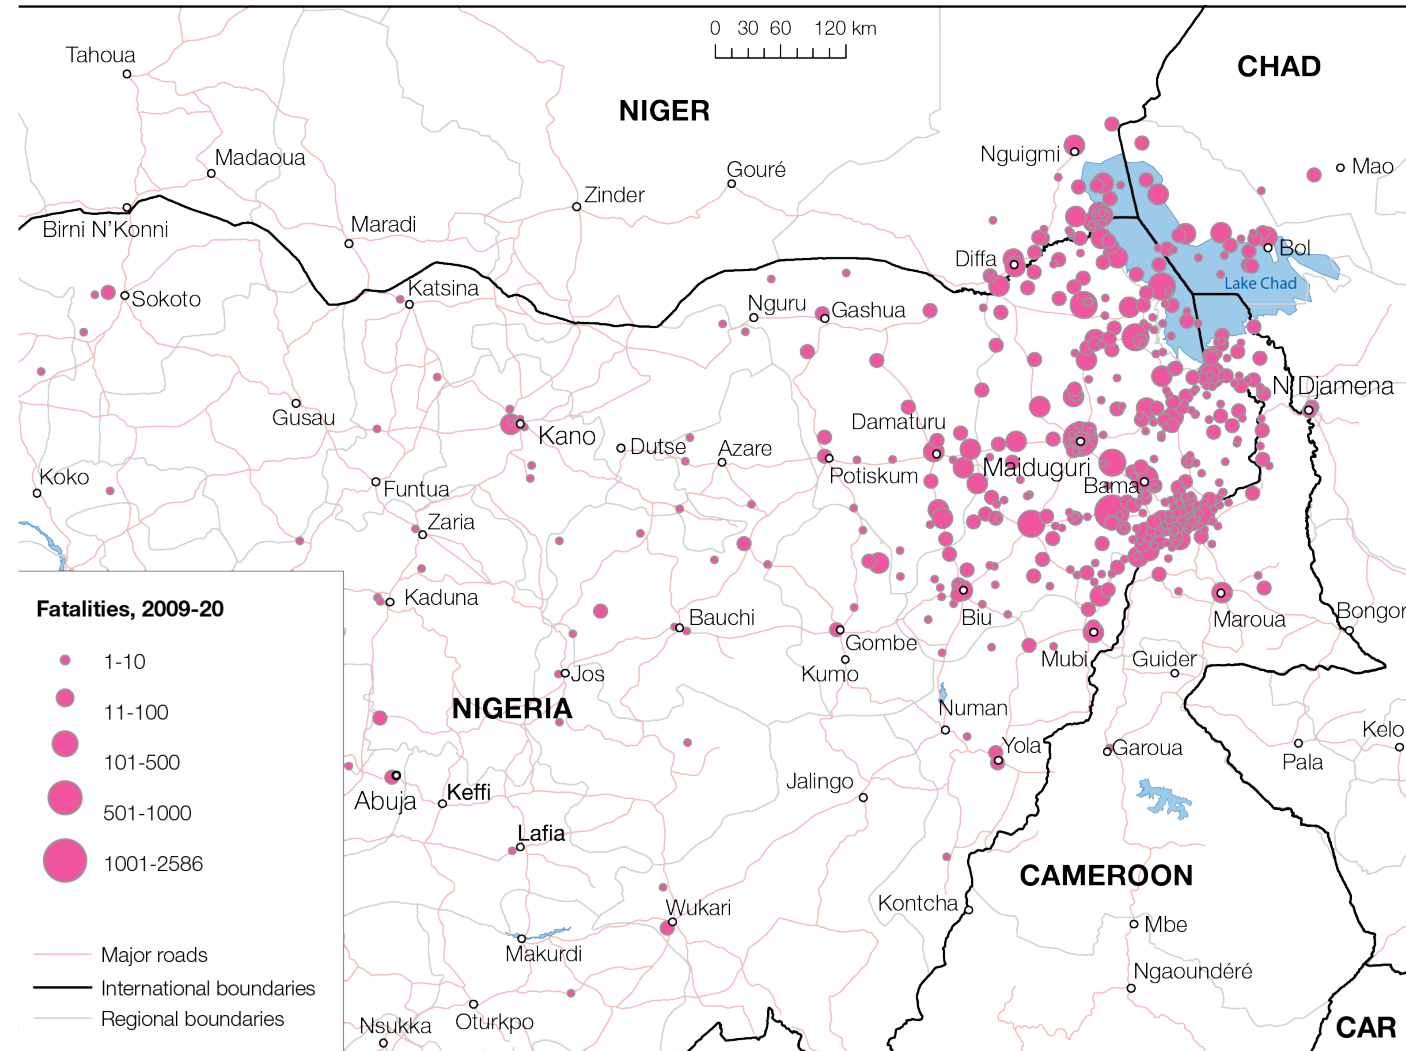 0 30 60 120 km
Tahoua
CHAD
NIGER
Madaoua
Nguigmi
Mao
Gouré
Zinder
Birni N'Konni
Maradi
Diffa
Bol
Lake Chad
Sokoto
Katsina
Nguru
Gashua
N'Djamena
Gusau
Kano
Damaturu
Dutse
Azare
Maiduguri
Potiskum
Bama
Koko
Funtua
Zaria
Fatalities, 2009-20
Kaduna
Bauchi
Biu
Maroua
Bongor
Gombe
1-10
Kumo
Mubi
Guider
Jos
11-100
NIGERIA
Numan
Yola
Garoua
Kelo
101-500
Pala
Jalingo
Abuja
Keffi
501-1000
Lafia
1001-2586
CAMEROON
Kontcha
Wukari
Mbe
Major roads
Makurdi
Ngaoundéré
International boundaries
Regional boundaries
Nsukka
Oturkpo
CAR